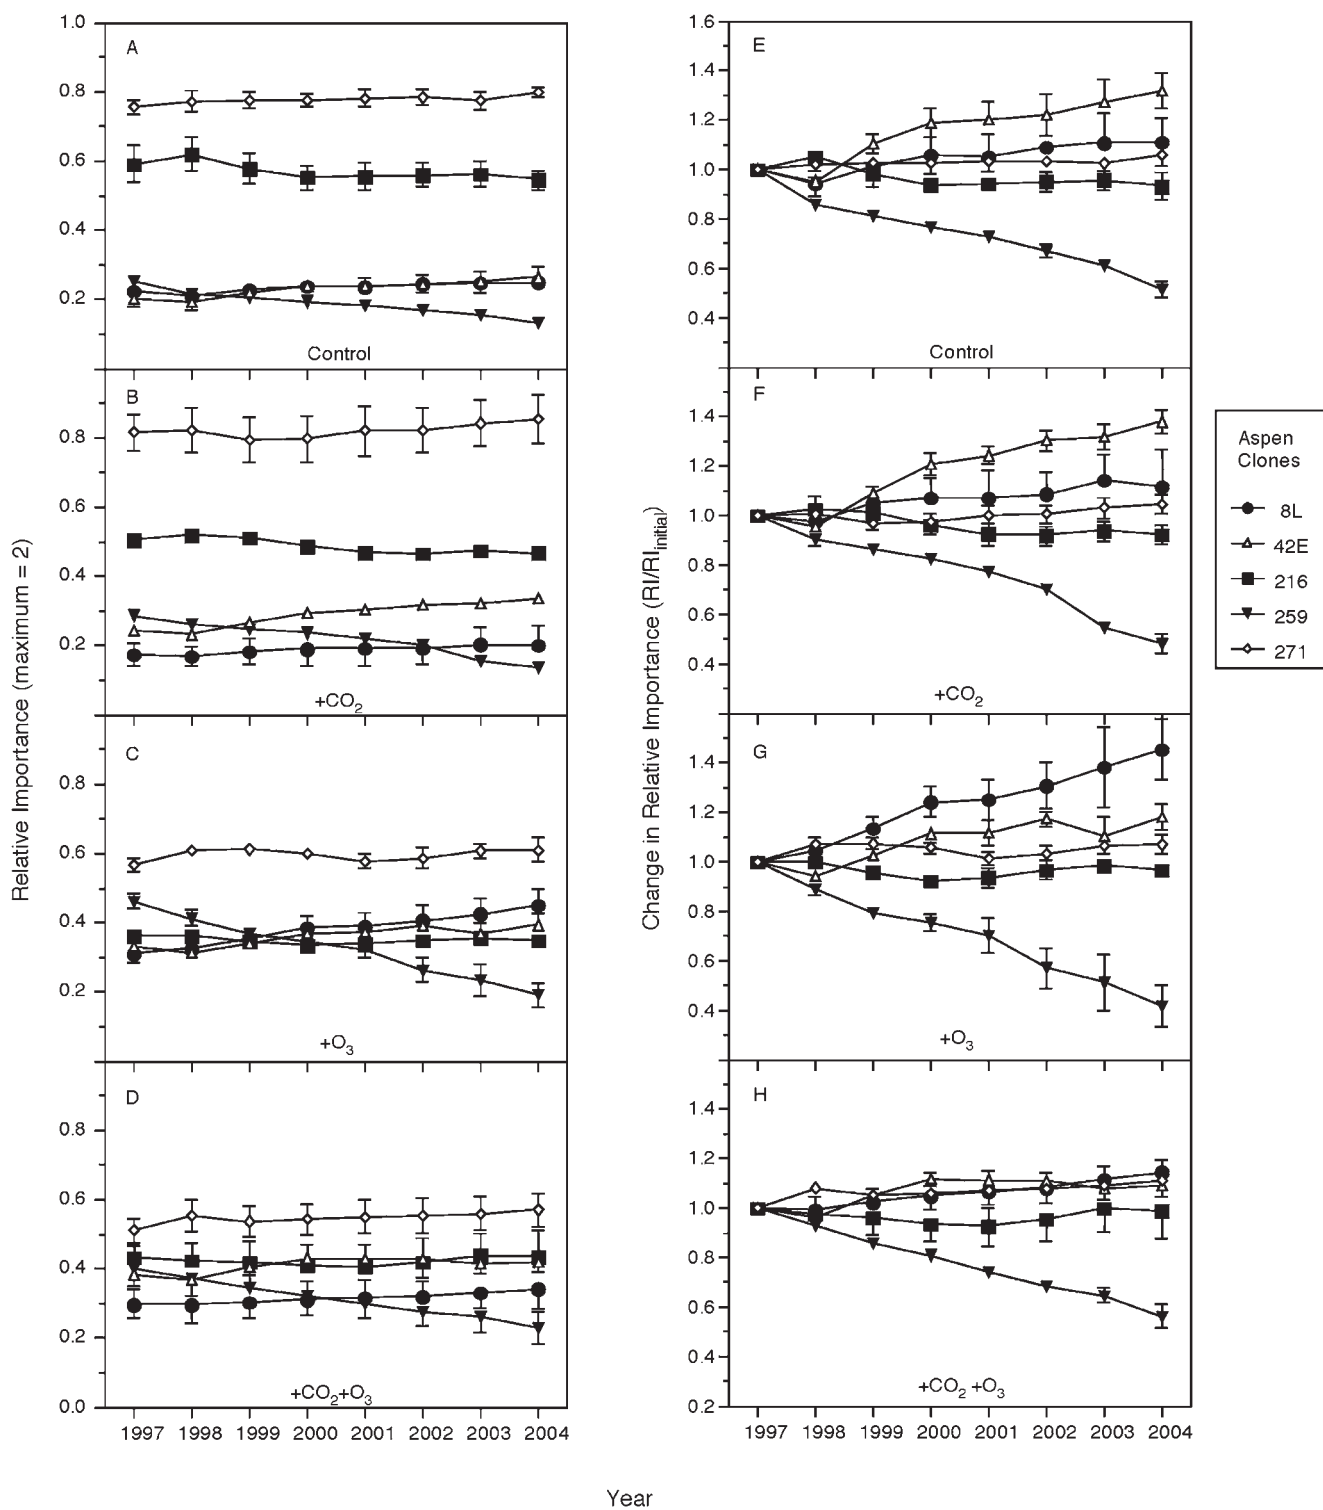 Relative Importance (maximum = 2)
1.0
0.8
0.6
0.4
0.2
A
Control
0.8
0.6
0.4
0.2
B
+CO2
0.8
0.6
0.4
0.2
C
+O3
0.8
0.6
0.4
0.2
0.0
D
+CO2+O3
1997 1998 1999 2000 2001 2002 2003 2004
Change in Relative Importance (RI/RIinitial)
1.6
1.4
1.2
1.0
0.8
0.6
0.4
E
Control
1.4
1.2
1.0
0.8
0.6
0.4
F
+CO2
1.4
1.2
1.0
0.8
0.6
0.4
G
+O3
1.4
1.2
1.0
0.8
0.6
0.4
0.2
H
+CO2 +O3
1997 1998 1999 2000 2001 2002 2003 2004
Year
Aspen
Clones
8L
42E
216
259
271